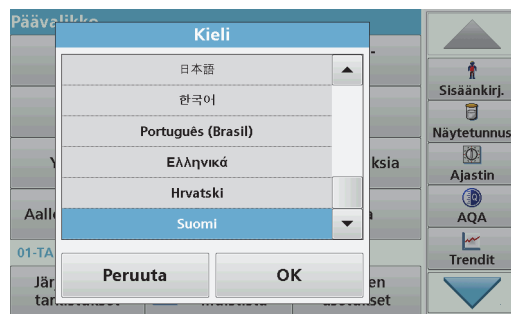 Päävalikko
Kieli
日本語
한국어
Português (Brasil)
Ελληνικά
Hrvatski
Suomi
Peruuta
OK
01-TA
Sisäänkirj.
Näytetunnus
Ajastin
AQA
Trendit